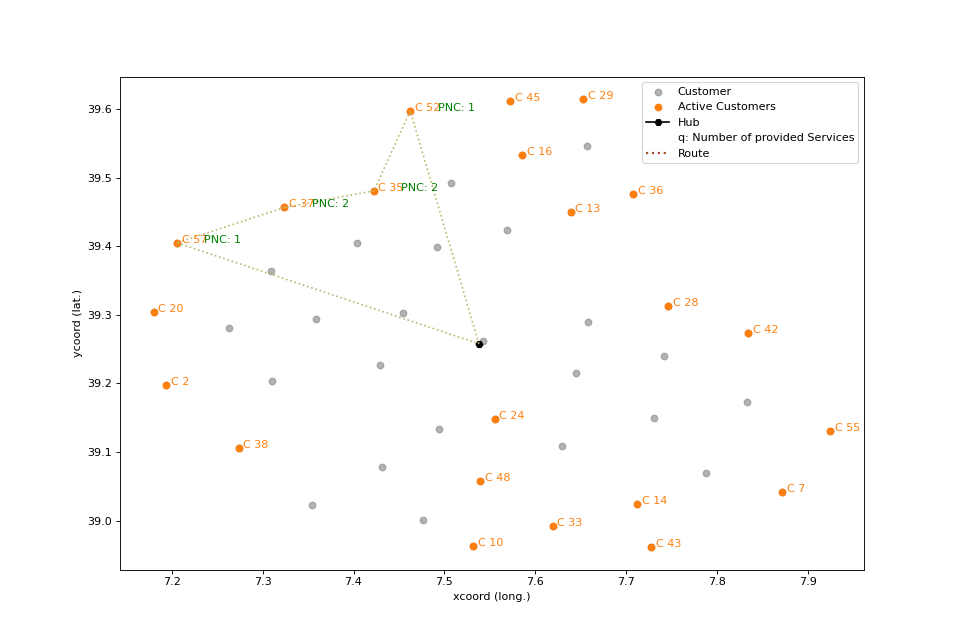 Customer
Active Customers
Hub
q: Number of provided Services
Route
C 52 PNC: 1
C 45
C 29
C 16
C 35 PNC: 2
C 36
C 37 PNC: 2
C 13
C 57 PNC: 1
C 20
C 28
C 42
C 2
C 24
C 55
C 38
C 48
C 7
C 14
C 33
C 10
C 43
39.6
39.5
39.4
39.3
39.2
39.1
39.0
ycoord (lat.)
7.2 7.3 7.4 7.5 7.6 7.7 7.8 7.9
xcoord (long.)